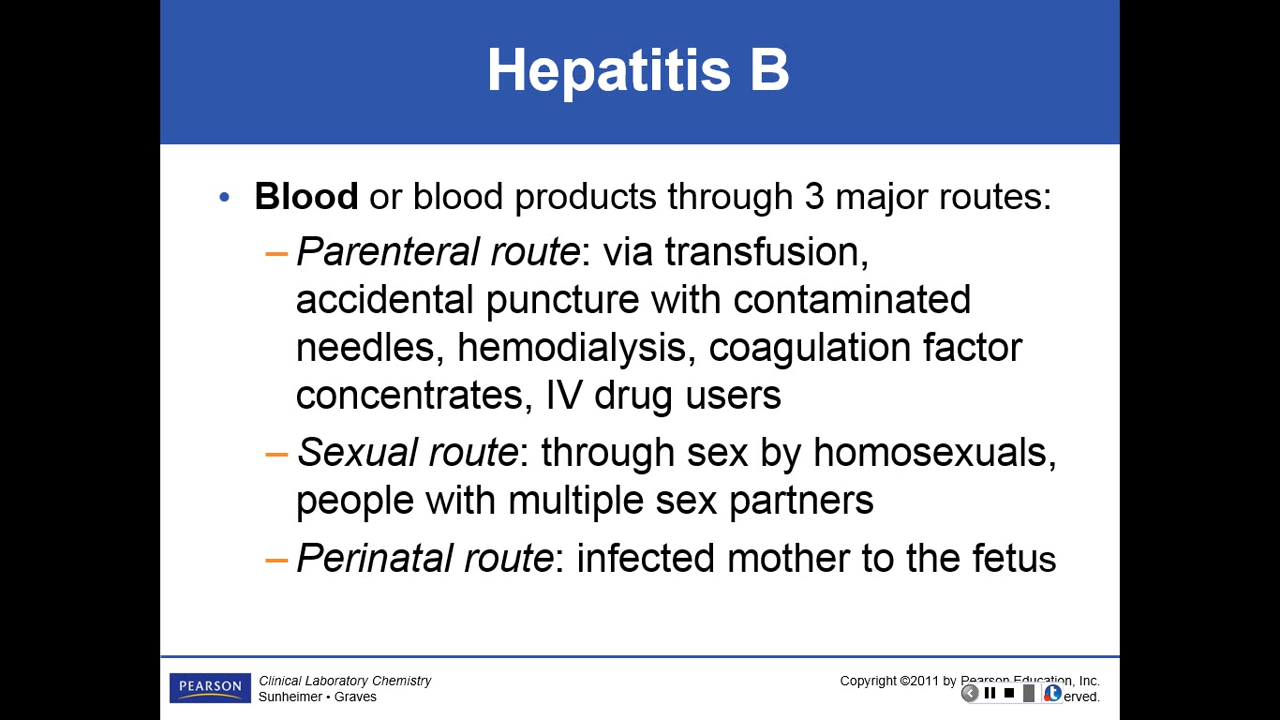 Hepatitis B
• Blood or blood products through 3 major routes:
– Parenteral route: via transfusion,
accidental puncture with contaminated
needles, hemodialysis, coagulation factor
concentrates, IV drug users
– Sexual route: through sex by homosexuals,
people with multiple sex partners
– Perinatal route: infected mother to the fetus
PEARSON
Clinical Laboratory Chemistry
Sunheimer • Graves
Copyright ©2011 by Pearson Education, Inc.
erved.